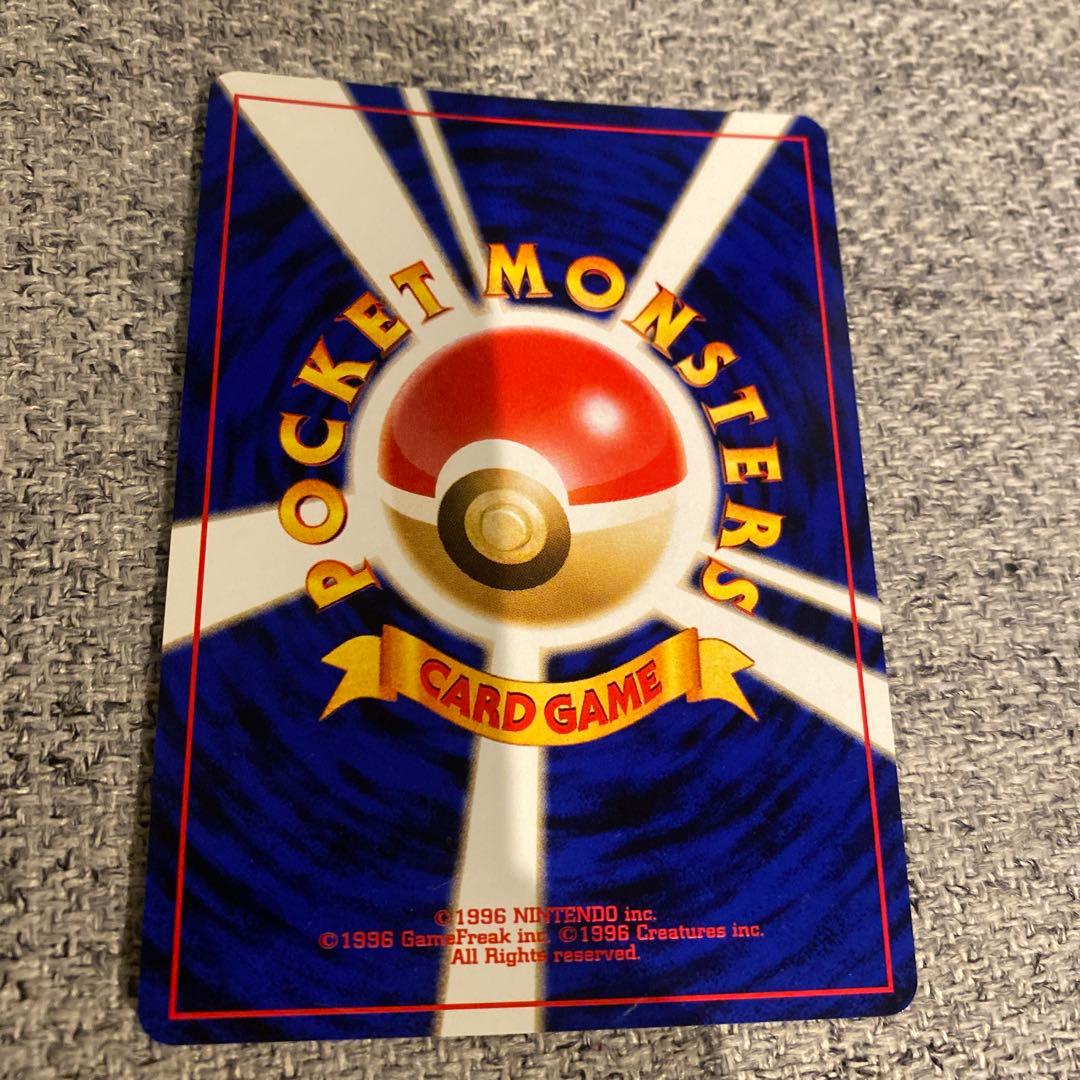 POCKET MONSTERS
CARD GAME
©1996 NINTENDO inc.
©1996 GameFreak inc. ©1996 Creatures inc.
All Rights reserved.